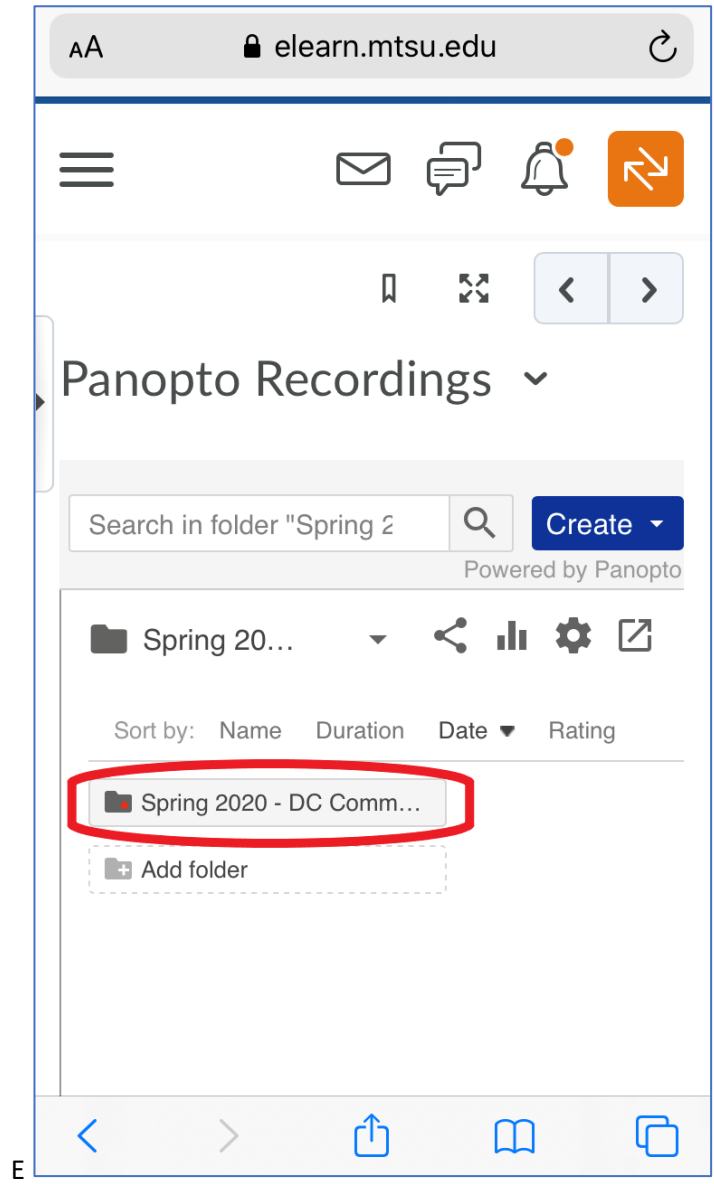 AA elearn.mtsu.edu
Panopto Recordings
Search in folder "Spring 2
Create
Powered by Panopto
Spring 20...
Sort by: Name Duration Date Rating
Spring 2020 - DC Comm...
Add folder
E